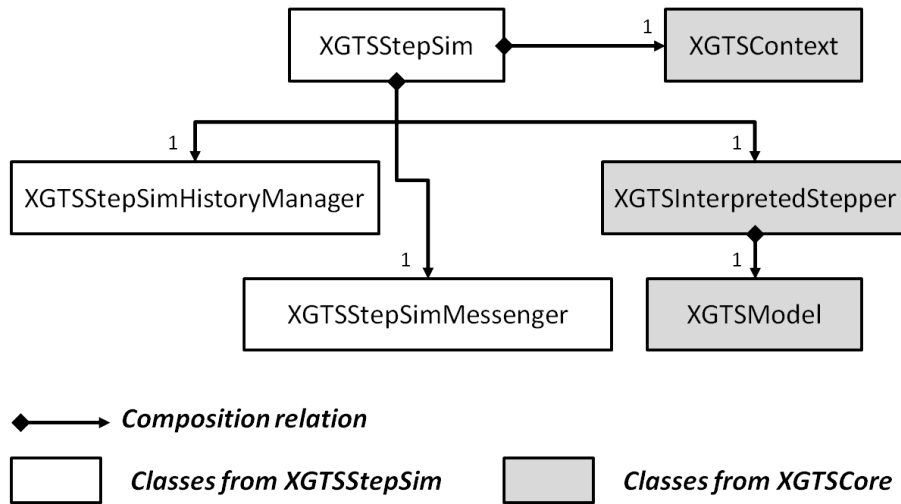 XGTSStepSim
1
XGTSContext
1
1
XGTSStepSimHistoryManager
XGTSInterpretedStepper
1
1
XGTSStepSimMessenger
XGTSModel
Composition relation
Classes from XGTSStepSim
Classes from XGTSCore